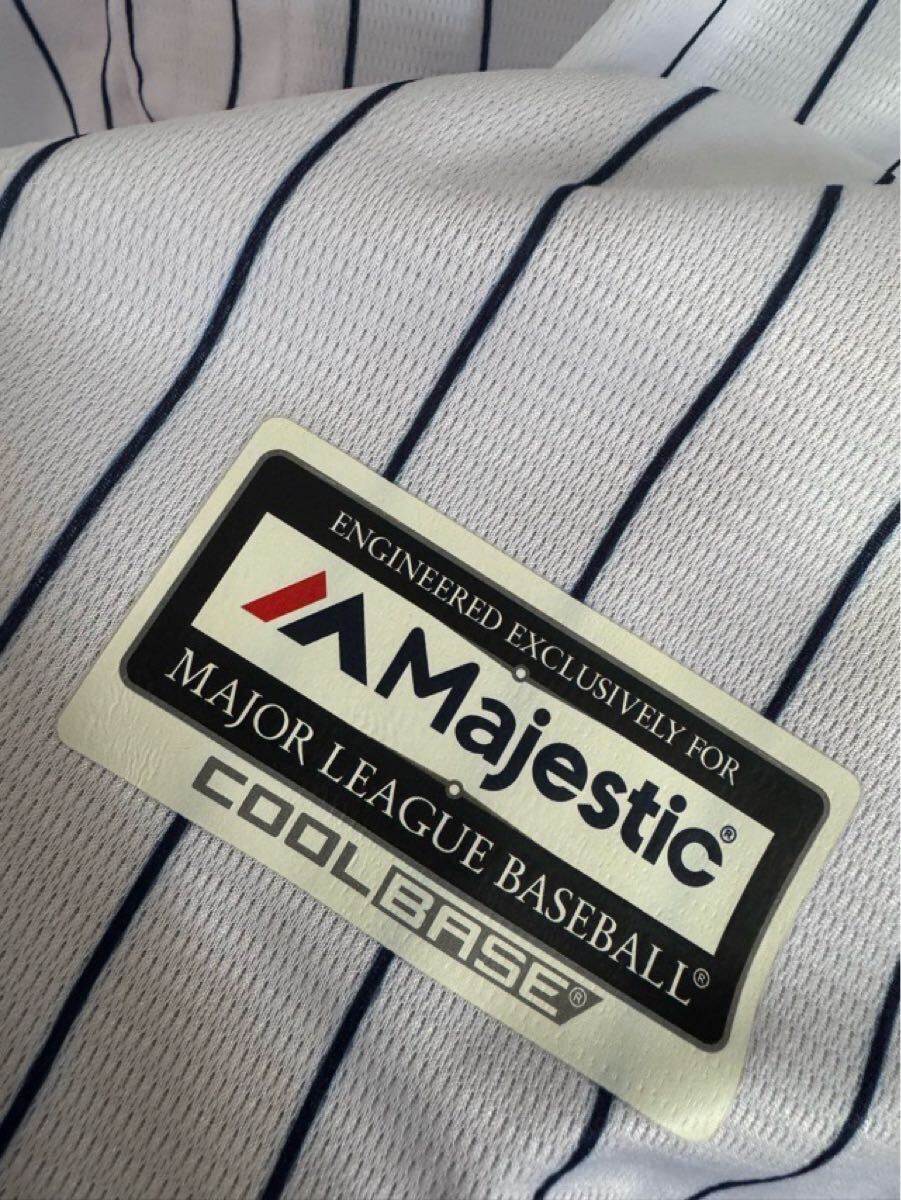 ENGINEERED EXCLUSIVELY FOR
Majestic®
MAJOR LEAGUE BASEBALL®
COOLBASE®